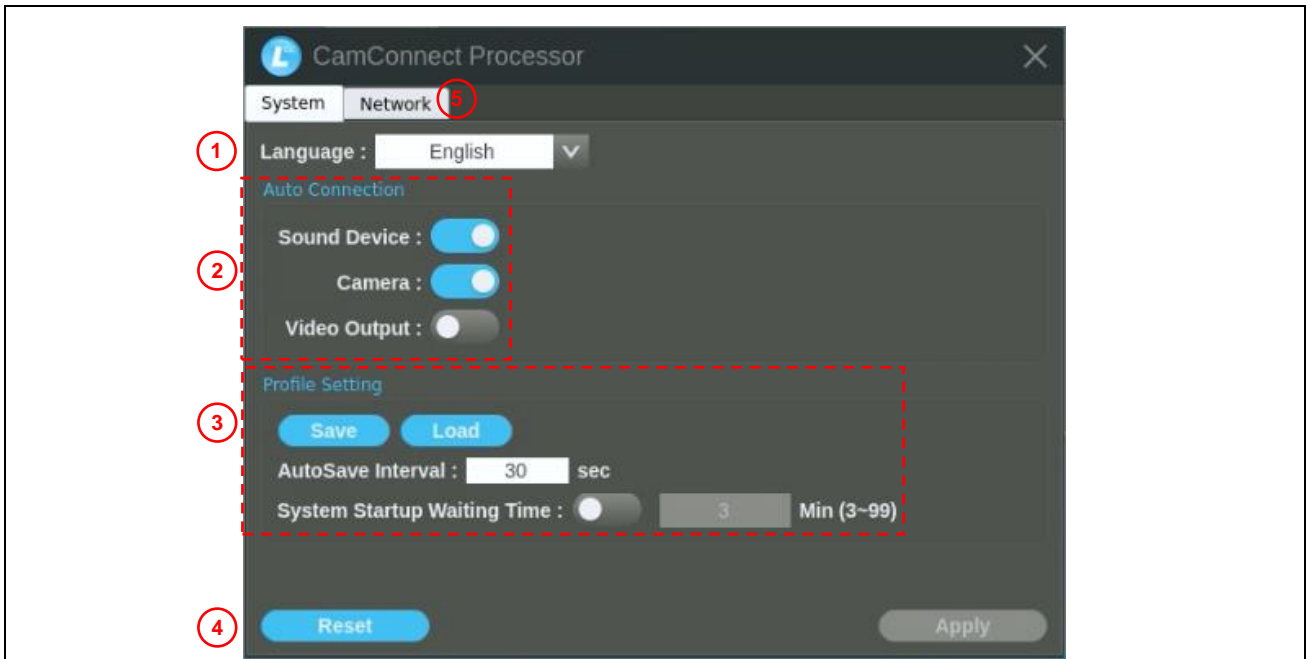 CamConnect Processor
System Network 5
1 Language : English
Auto Connection
Sound Device :
2 Camera :
Video Output :
Profile Setting
3 Save Load
AutoSave Interval : 30 sec
System Startup Waiting Time : 3 Min (3~99)
4 Reset Apply